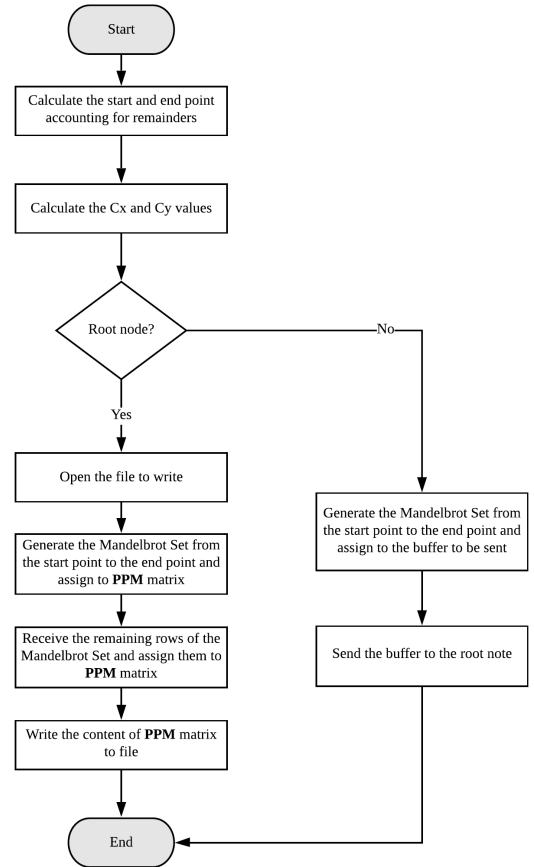 Start
Calculate the start and end point
accounting for remainders
Calculate the Cx and Cy values
Root node?
No
Yes
Open the file to write
Generate the Mandelbrot Set from
the start point to the end point and
assign to PPM matrix
Receive the remaining rows of the
Mandelbrot Set and assign them to
PPM matrix
Write the content of PPM matrix
to file
Generate the Mandelbrot Set from
the start point to the end point and
assign to the buffer to be sent
Send the buffer to the root note
End